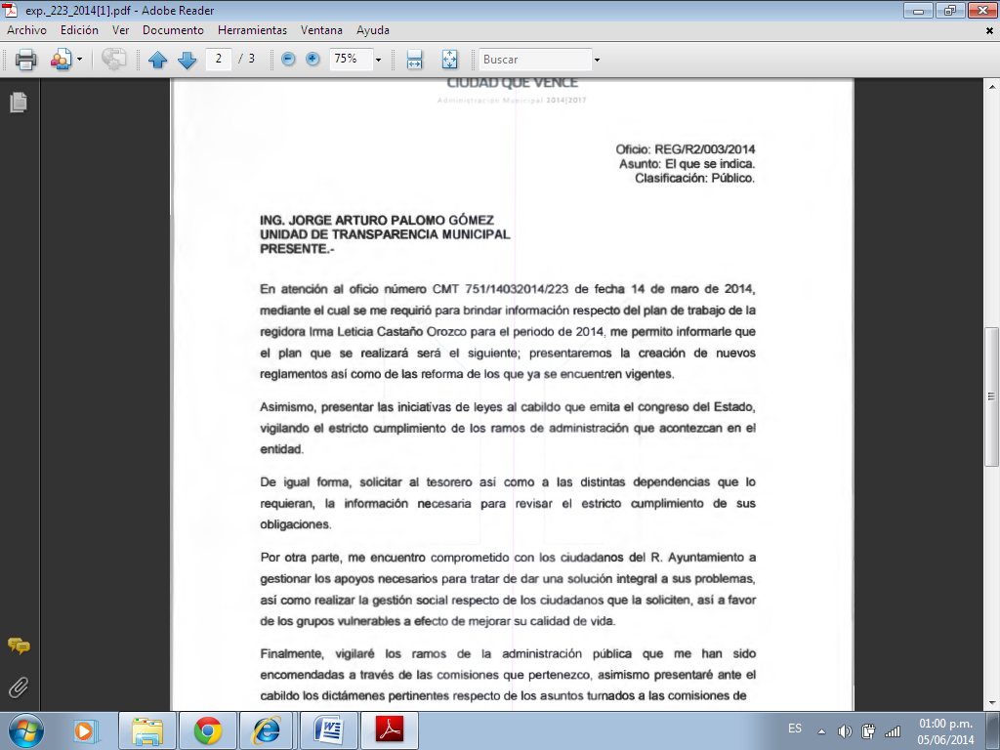 exp._223_2014[1].pdf - Adobe Reader
Archivo Edición Ver Documento Herramientas Ventana Ayuda
2 / 3 75% Buscar
CIUDAD QUE VENCE
Administración Municipal 2014|2017
Oficio: REG/R2/003/2014
Asunto: El que se indica.
Clasificación: Público.
ING. JORGE ARTURO PALOMO GÓMEZ
UNIDAD DE TRANSPARENCIA MUNICIPAL
PRESENTE.-
En atención al oficio número CMT 751/14032014/223 de fecha 14 de maro de 2014,
mediante el cual se me requirió para brindar información respecto del plan de trabajo de la
regidora Irma Leticia Castaño Orozco para el periodo de 2014, me permito informarle que
el plan que se realizará será el siguiente; presentaremos la creación de nuevos
reglamentos así como de las reforma de los que ya se encuentren vigentes.
Asimismo, presentar las iniciativas de leyes al cabildo que emita el congreso del Estado,
vigilando el estricto cumplimiento de los ramos de administración que acontezcan en el
entidad.
De igual forma, solicitar al tesorero así como a las distintas dependencias que lo
requieran, la información necesaria para revisar el estricto cumplimiento de sus
obligaciones.
Por otra parte, me encuentro comprometido con los ciudadanos del R. Ayuntamiento a
gestionar los apoyos necesarios para tratar de dar una solución integral a sus problemas,
así como realizar la gestión social respecto de los ciudadanos que la soliciten, así a favor
de los grupos vulnerables a efecto de mejorar su calidad de vida.
Finalmente, vigilaré los ramos de la administración pública que me han sido
encomendadas a través de las comisiones que pertenezco, asimismo presentaré ante el
cabildo los dictámenes pertinentes respecto de los asuntos turnados a las comisiones de
ES
01:00 p.m.
05/06/2014